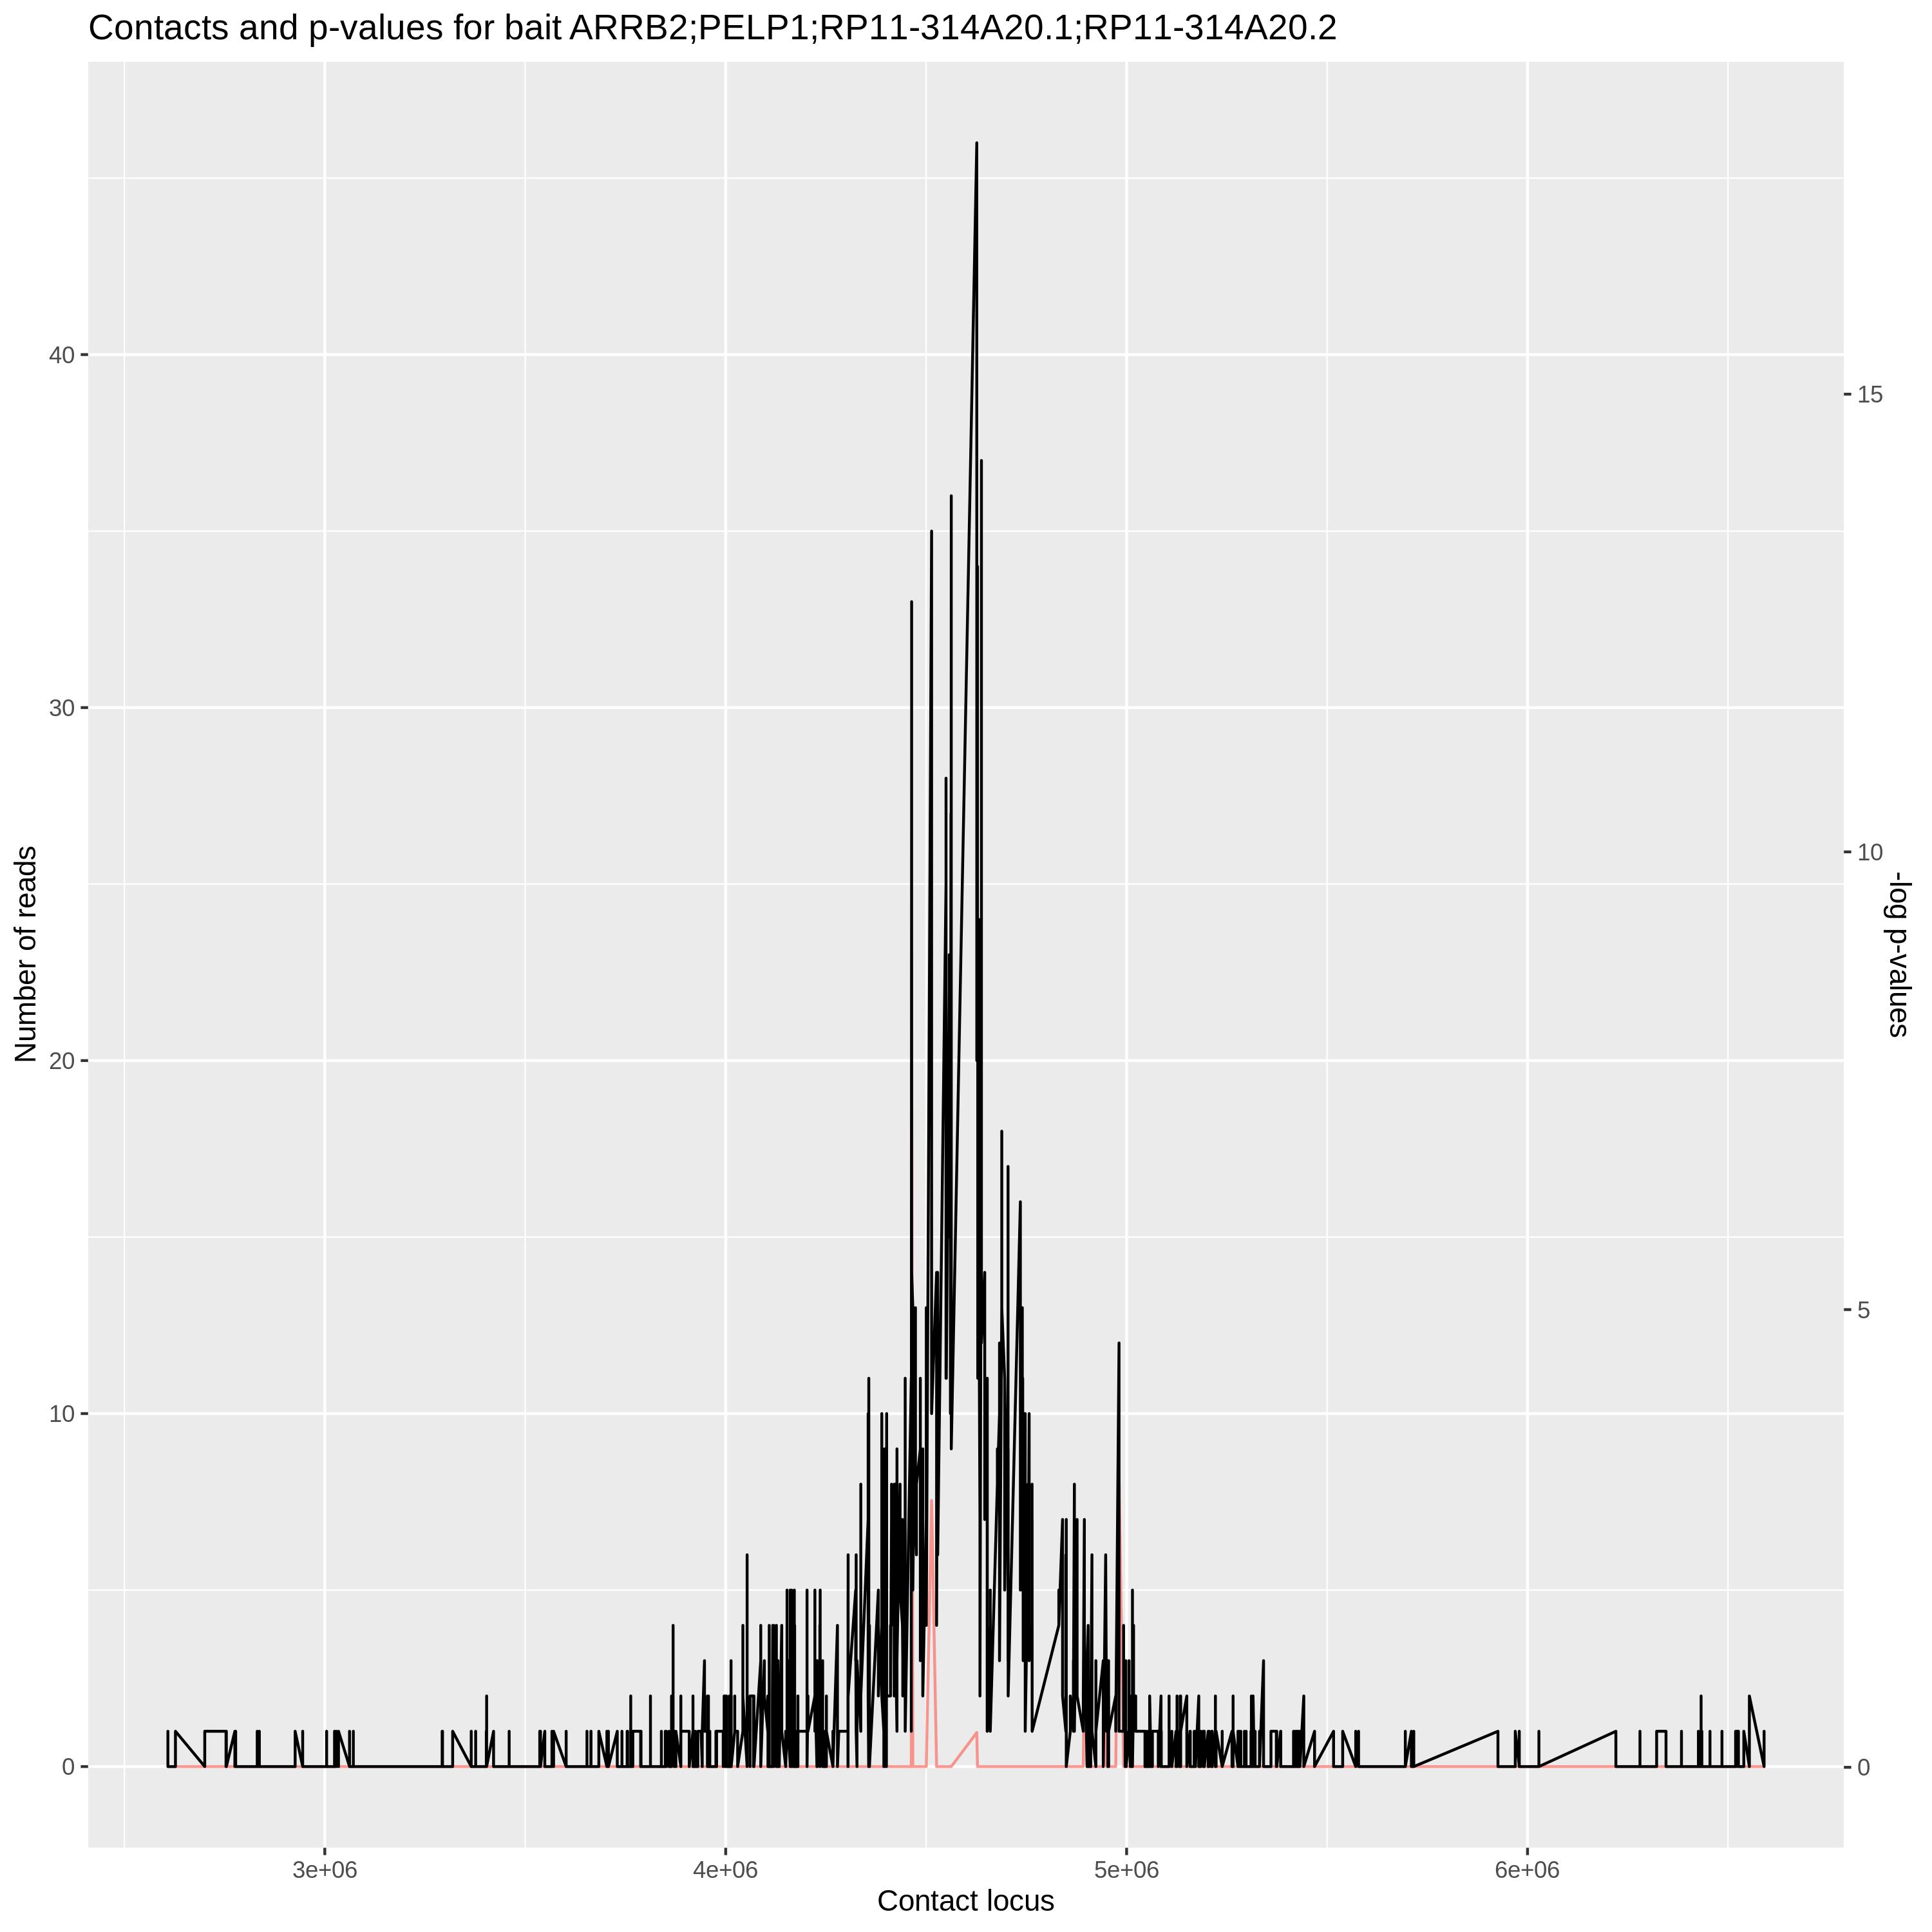 Contacts and p-values for bait ARRB2;PELP1;RP11-314A20.1;RP11-314A20.2
Number of reads
40
30
20
10
0
15
10
5
0
-log p-values
3e+06 4e+06 5e+06 6e+06
Contact locus